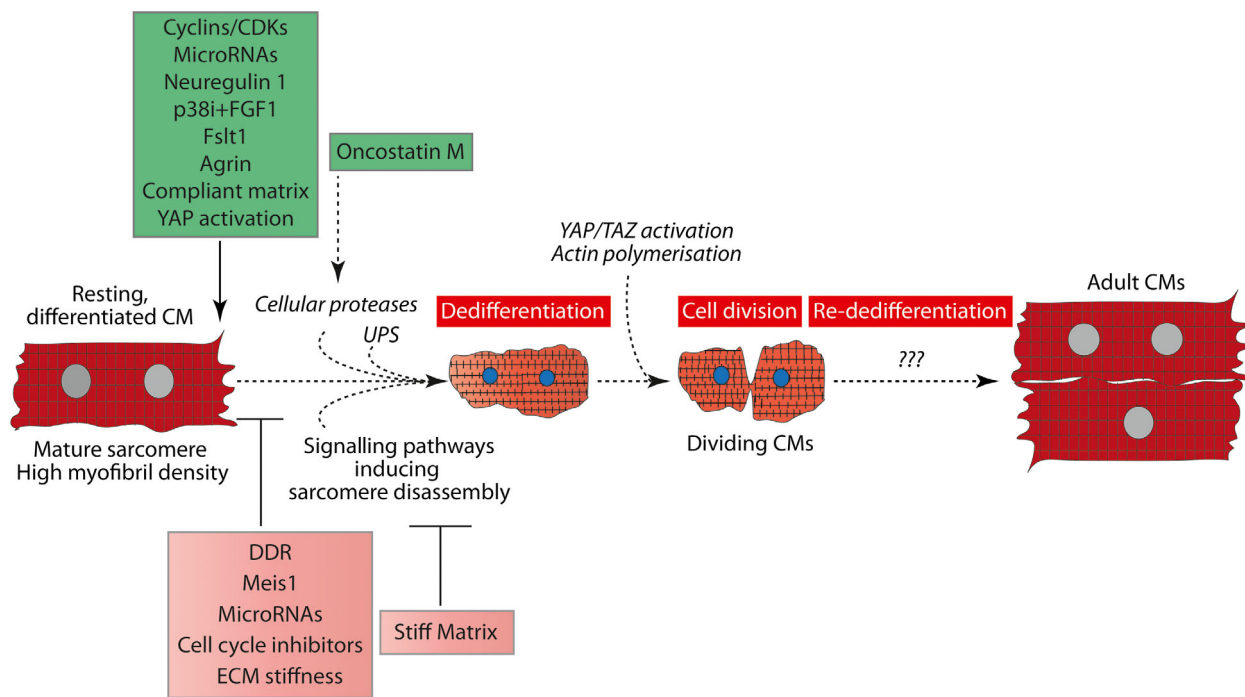 Cyclins/CDKs
MicroRNAs
Neuregulin 1
p38i+FGF1
Fslt1
Agrin
Compliant matrix
YAP activation
Oncostatin M
YAP/TAZ activation
Actin polymerisation
Resting,
differentiated CM
Cellular proteases
UPS
Dedifferentiation
Cell division
Re-dedifferentiation
Adult CMs
???
Mature sarcomere
High myofibril density
Signalling pathways
inducing
sarcomere disassembly
Dividing CMs
DDR
Meis1
MicroRNAs
Cell cycle inhibitors
ECM stiffness
Stiff Matrix